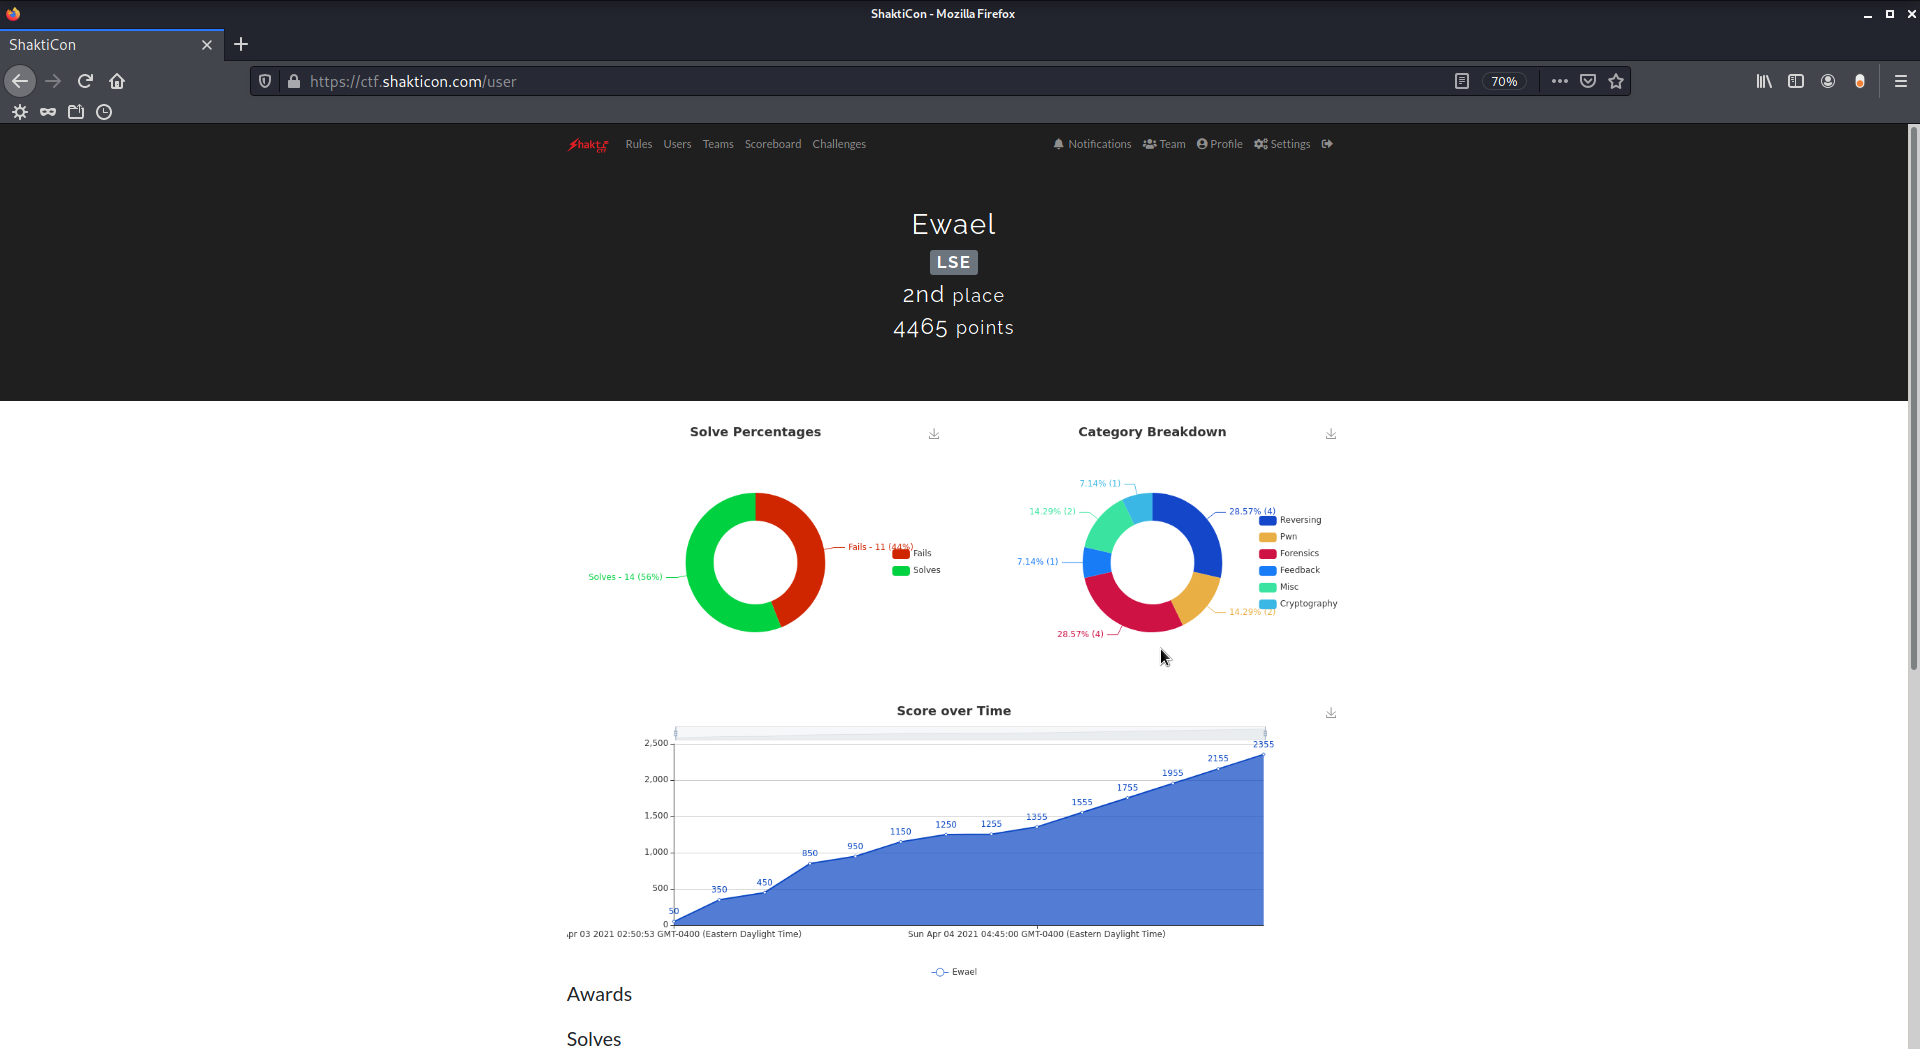 ShaktiCon - Mozilla Firefox
ShaktiCon
https://ctf.shakticon.com/user
70%
Shakti CTF Rules Users Teams Scoreboard Challenges Notifications Team Profile Settings
Ewael
LSE
2nd place
4465 points
Solve Percentages
Fails - 11 (44%)
Solves - 14 (56%)
Fails
Solves
Category Breakdown
7.14% (1)
14.29% (2)
28.57% (4)
7.14% (1)
14.29% (2)
28.57% (4)
Reversing
Pwn
Forensics
Feedback
Misc
Cryptography
Score over Time
2,500
2,000
1,500
1,000
500
0
50
350
450
850
950
1150
1250
1255
1355
1555
1755
1955
2155
2355
Apr 03 2021 02:50:53 GMT-0400 (Eastern Daylight Time)
Sun Apr 04 2021 04:45:00 GMT-0400 (Eastern Daylight Time)
Ewael
Awards
Solves